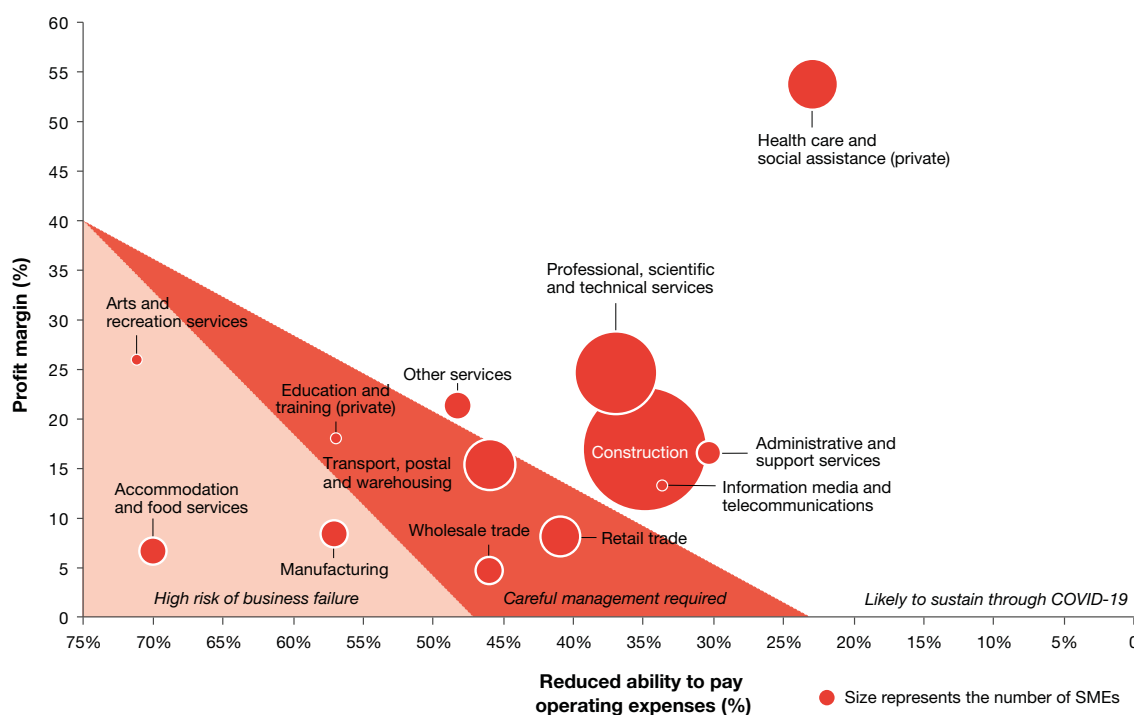 60
55
50
45
40
35
30
25
20
15
10
5
0
Profit margin (%)
Health care and
social assistance (private)
Professional, scientific
and technical services
Arts and
recreation services
Other services
Education and
training (private)
Construction
Administrative and
support services
Transport, postal
and warehousing
Information media and
telecommunications
Accommodation
and food services
Wholesale trade
Retail trade
Manufacturing
High risk of business failure
Careful management required
Likely to sustain through COVID-19
75%
70%
65%
60%
55%
50%
45%
40%
35%
30%
25%
20%
15%
10%
5%
0
Reduced ability to pay
operating expenses (%)
Size represents the number of SMEs